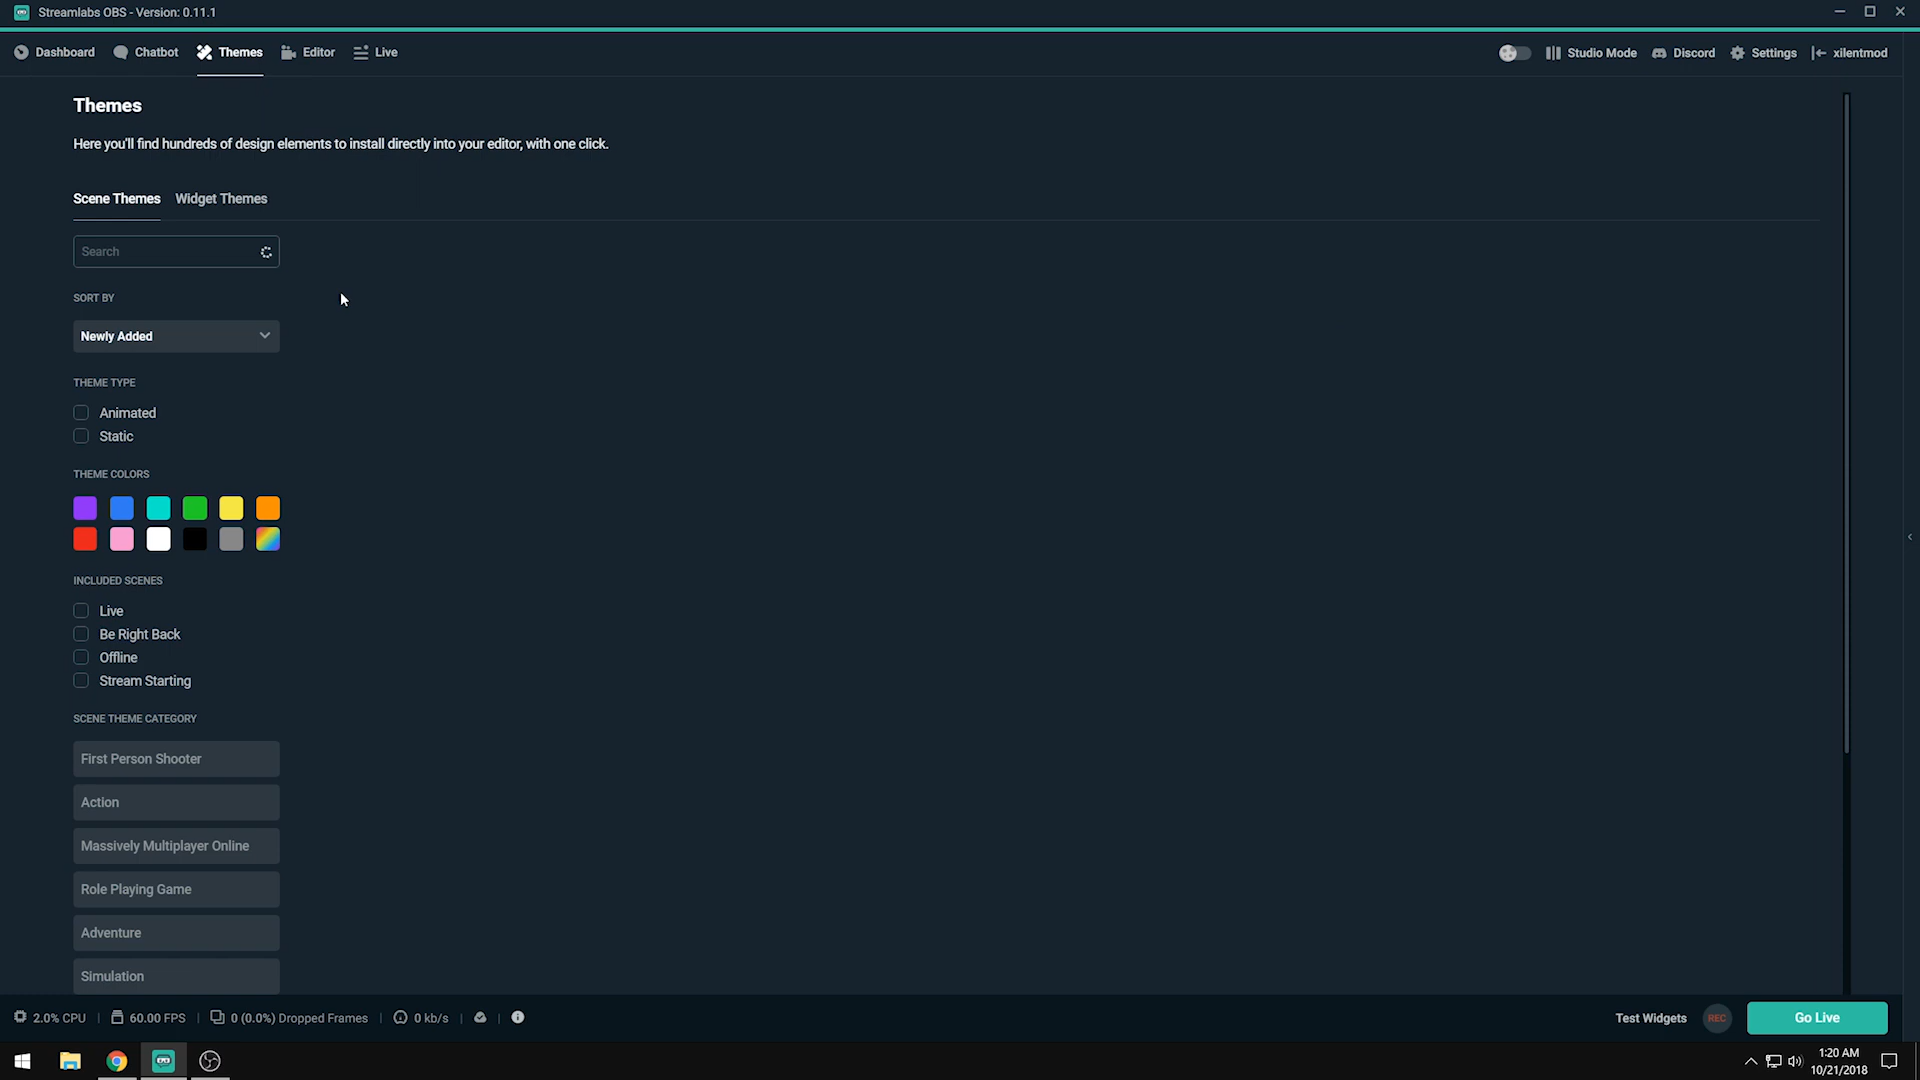 Streamlabs OBS - Version: 0.11.1
Dashboard
Chatbot
Themes
Editor
Live
Studio Mode
Discord
Settings
xilentmod
Themes
Here you'll find hundreds of design elements to install directly into your editor, with one click.
Scene Themes
Widget Themes
Search
SORT BY
Newly Added
THEME TYPE
Animated
Static
THEME COLORS
INCLUDED SCENES
Live
Be Right Back
Offline
Stream Starting
SCENE THEME CATEGORY
First Person Shooter
Action
Massively Multiplayer Online
Role Playing Game
Adventure
Simulation
2.0% CPU
60.00 FPS
0 (0.0%) Dropped Frames
0 kb/s
Test Widgets
REC
Go Live
1:20 AM
10/21/2018